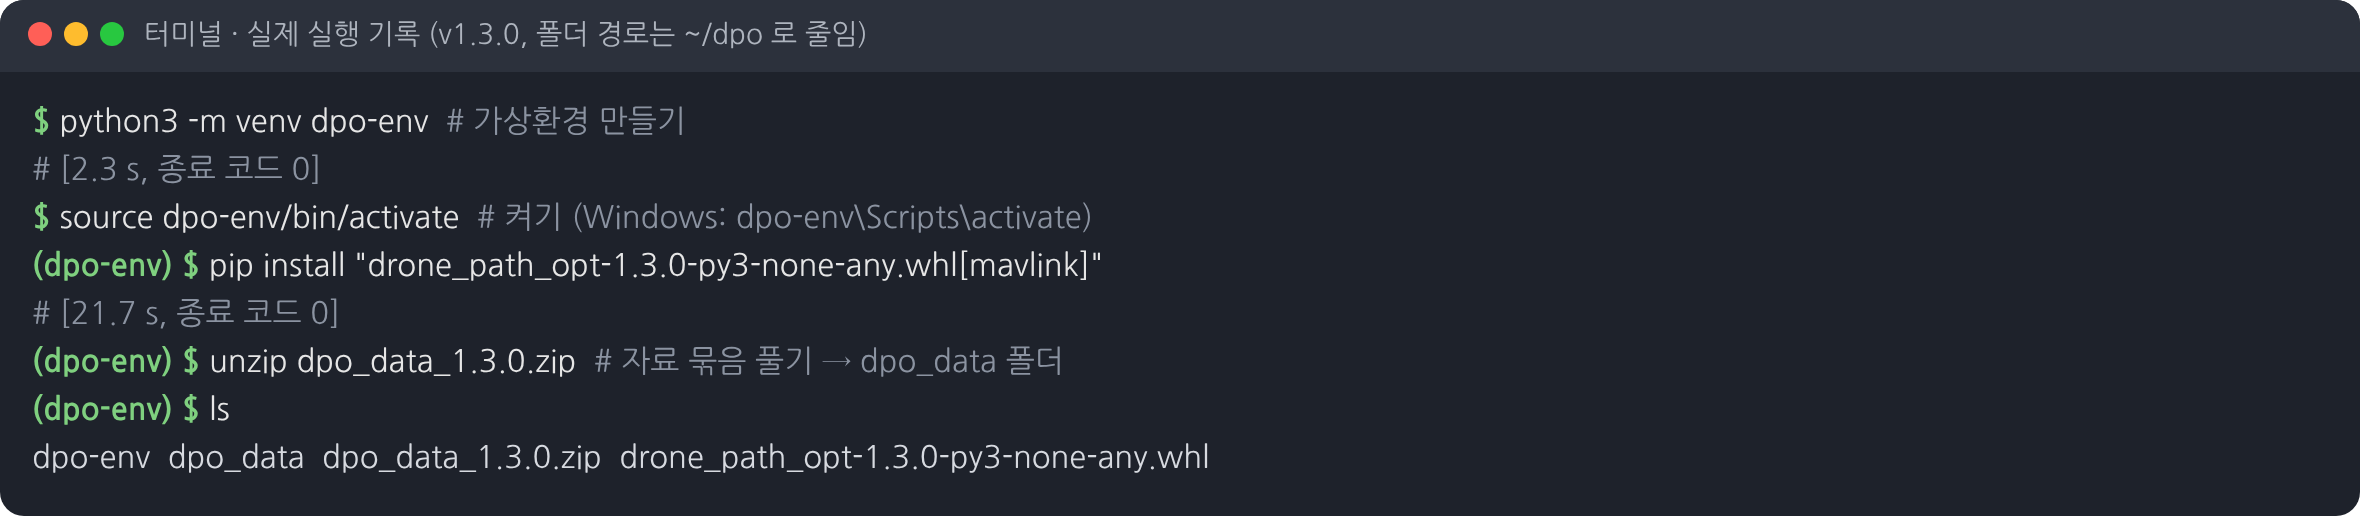 터미널 · 실제 실행 기록 (v1.3.0, 폴더 경로는 ~/dpo 로 줄임)
$ python3 -m venv dpo-env  # 가상환경 만들기
# [2.3 s, 종료 코드 0]
$ source dpo-env/bin/activate  # 켜기 (Windows: dpo-env\Scripts\activate)
(dpo-env) $ pip install "drone_path_opt-1.3.0-py3-none-any.whl[mavlink]"
# [21.7 s, 종료 코드 0]
(dpo-env) $ unzip dpo_data_1.3.0.zip  # 자료 묶음 풀기 → dpo_data 폴더
(dpo-env) $ ls
dpo-env  dpo_data  dpo_data_1.3.0.zip  drone_path_opt-1.3.0-py3-none-any.whl